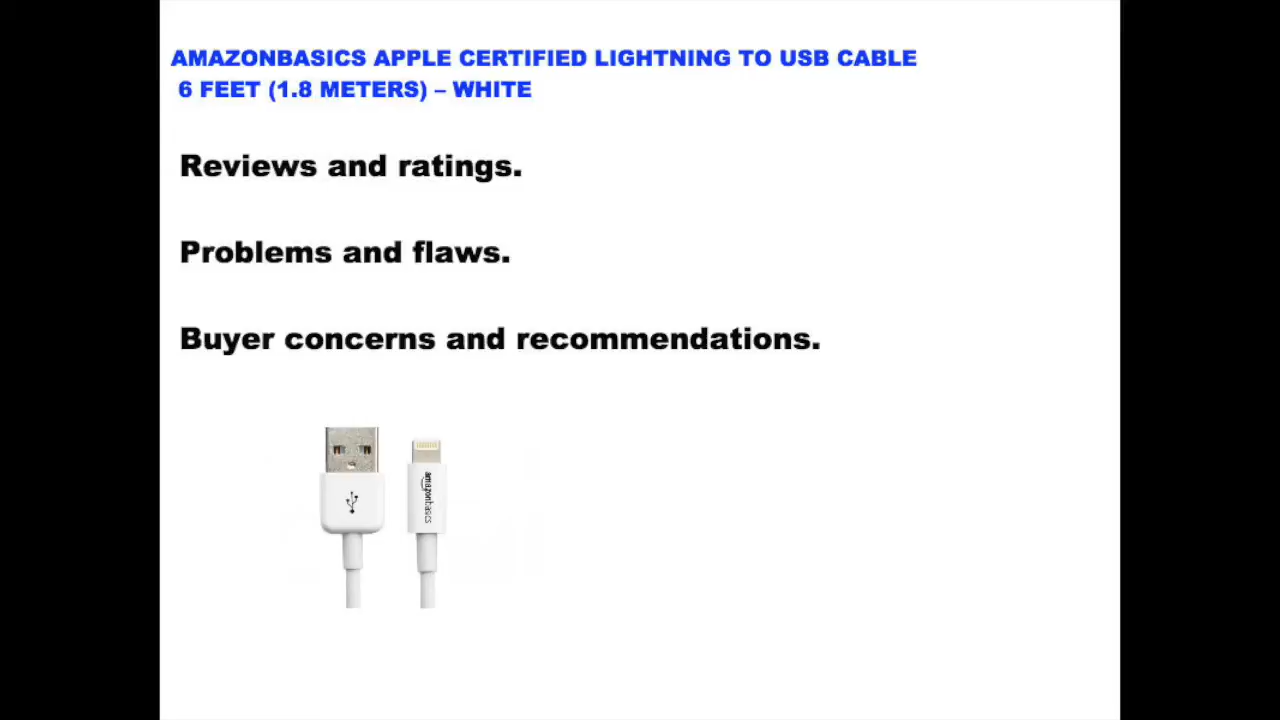 AMAZONBASICS APPLE CERTIFIED LIGHTNING TO USB CABLE
6 FEET (1.8 METERS) – WHITE
Reviews and ratings.
Problems and flaws.
Buyer concerns and recommendations.
amazonbasics